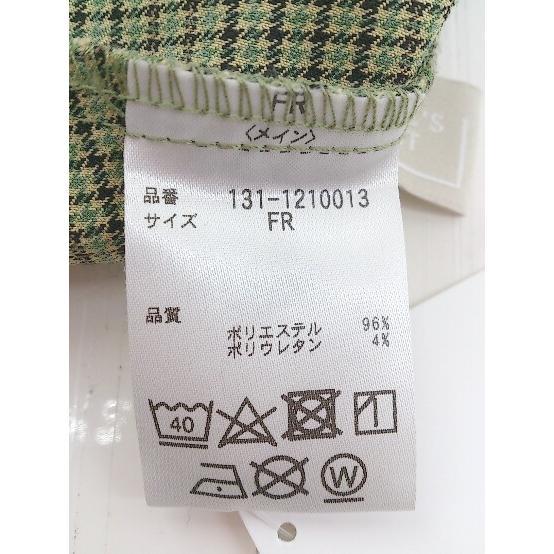 FR
〈メイン〉
品番 131-1210013
サイズ FR
品質
ポリエステル 96%
ポリウレタン 4%
40
W